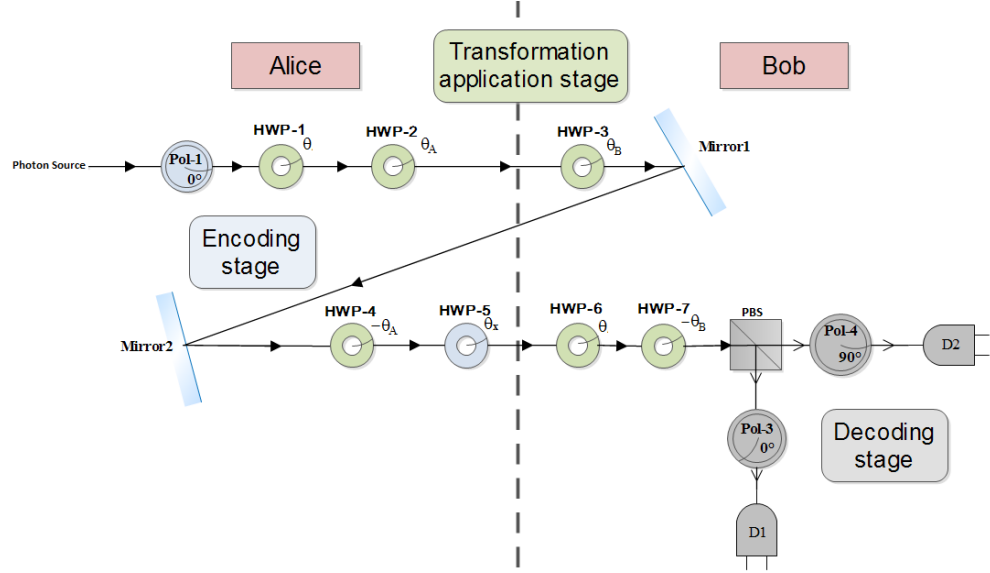 Alice
Transformation
application stage
Bob
HWP-1
θ
HWP-2
θA
HWP-3
θB
Mirror1
Photon Source
Pol-1
0°
Encoding
stage
HWP-4
−θA
HWP-5
θx
HWP-6
θ
HWP-7
−θB
PBS
Pol-4
90°
D2
Mirror2
Pol-3
0°
Decoding
stage
D1